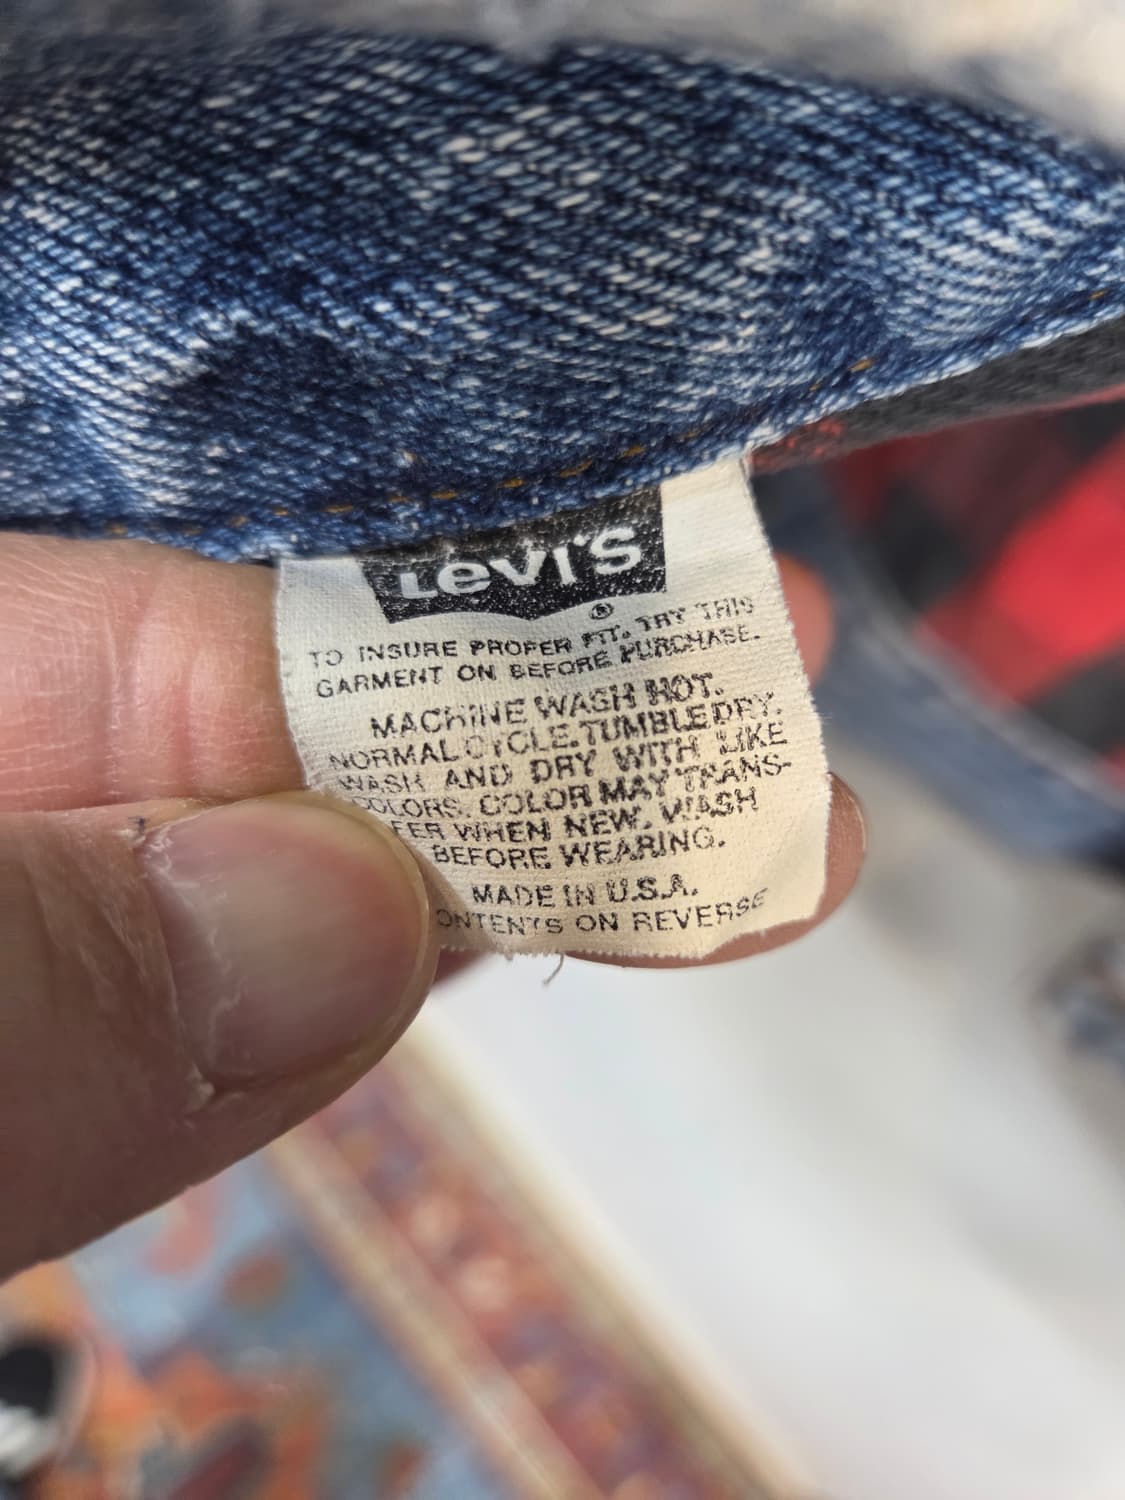 LeVI'S
®
TO INSURE PROPER FIT. TRY THIS
GARMENT ON BEFORE PURCHASE.
MACHINE WASH HOT.
NORMAL CYCLE. TUMBLE DRY.
WASH AND DRY WITH LIKE
COLORS. COLOR MAY TRANS-
FER WHEN NEW. WASH
BEFORE WEARING.
MADE IN U.S.A.
ONTENTS ON REVERSE